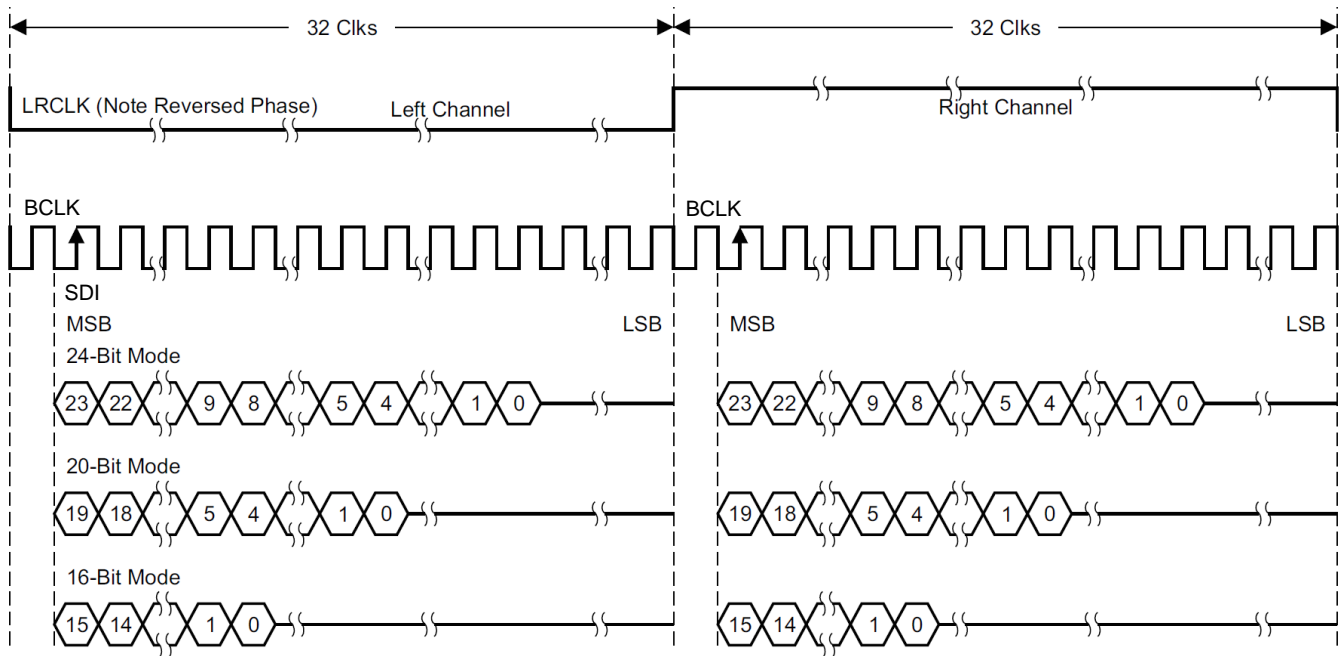 32 Clks 32 Clks
LRCLK (Note Reversed Phase) Left Channel Right Channel
BCLK BCLK
SDI
MSB LSB MSB LSB
24-Bit Mode
23 22 9 8 5 4 1 0 23 22 9 8 5 4 1 0
20-Bit Mode
19 18 5 4 1 0 19 18 5 4 1 0
16-Bit Mode
15 14 1 0 15 14 1 0